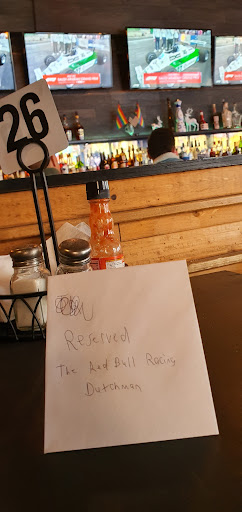 26
Reserved
The Red Bull Racing
Dutchman